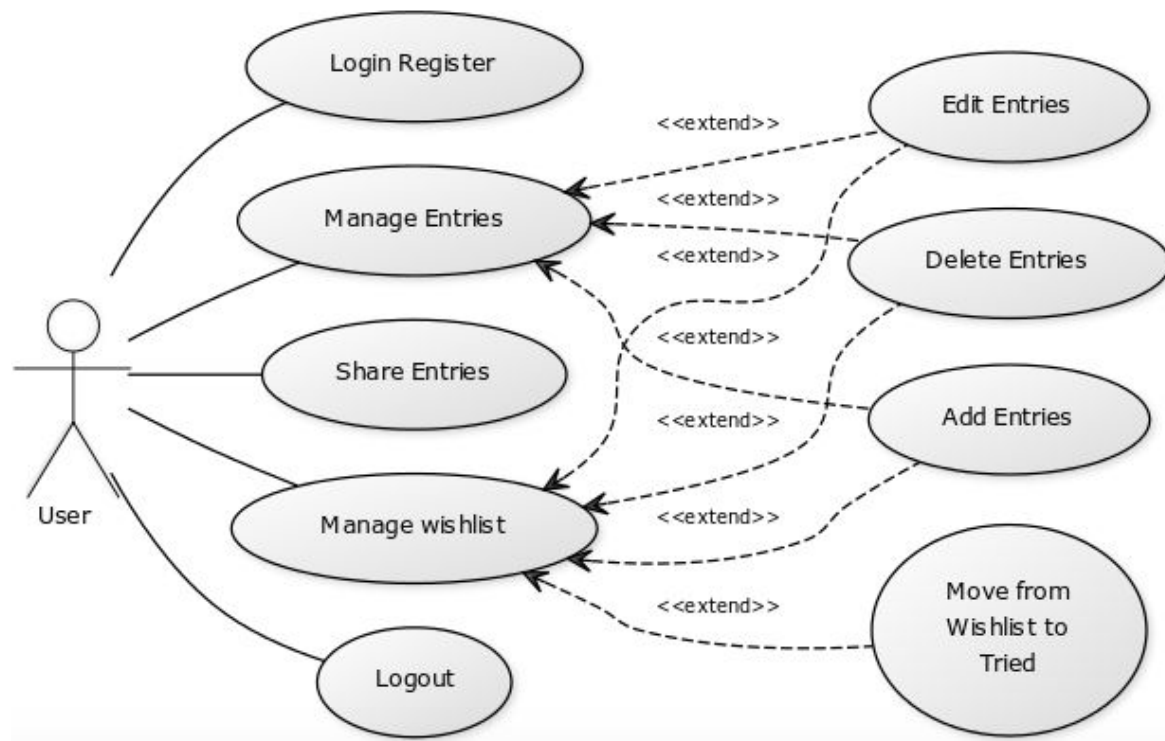 Login Register
Edit Entries
<<extend>>
Manage Entries
<<extend>>
<<extend>>
Delete Entries
<<extend>>
Share Entries
<<extend>>
Add Entries
User
Manage wishlist
<<extend>>
<<extend>>
Move from
Wishlist to
Tried
Logout